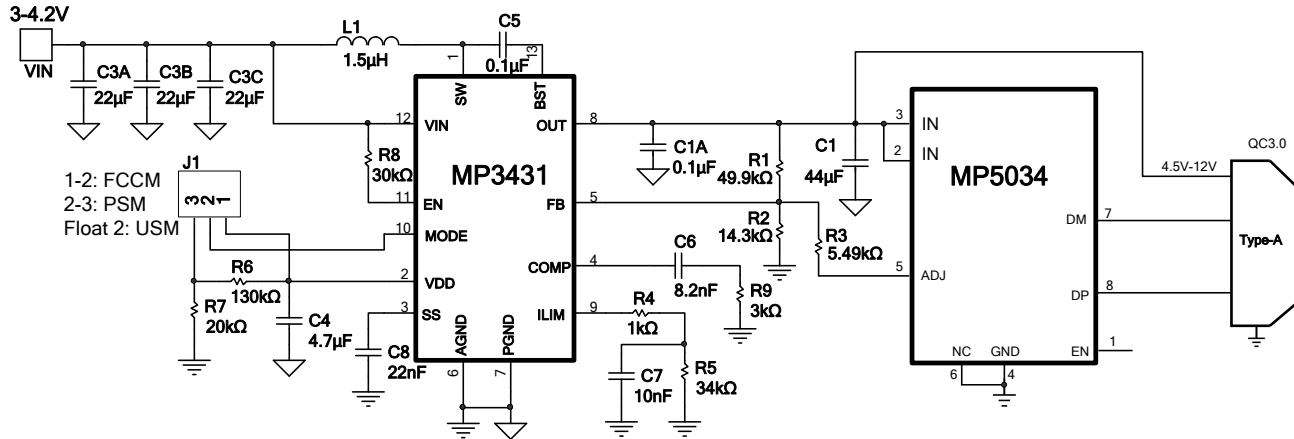 3-4.2V
VIN
C3A
22µF
C3B
22µF
C3C
22µF
L1
1.5µH
C5
0.1µF
1
13
SW
BST
12
VIN
R8
30kΩ
11
EN
10
MODE
2
VDD
3
SS
AGND
PGND
6
7
MP3431
OUT
8
FB
5
COMP
4
ILIM
9
J1
3
2
1
1-2: FCCM
2-3: PSM
Float 2: USM
R6
130kΩ
R7
20kΩ
C4
4.7µF
C8
22nF
C1A
0.1µF
R1
49.9kΩ
R2
14.3kΩ
C1
44µF
R3
5.49kΩ
C6
8.2nF
R9
3kΩ
R4
1kΩ
C7
10nF
R5
34kΩ
3
IN
2
IN
MP5034
5
ADJ
DM
7
DP
8
EN
1
NC
GND
6
4
4.5V-12V
QC3.0
Type-A